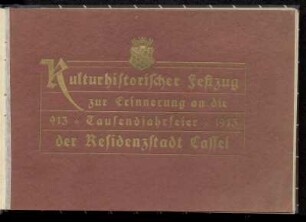 Kulturhistorischer Festzug
zur Erinnerung an die
913 - Tausendjahrfeier - 1913
der Residenzstadt Cassel